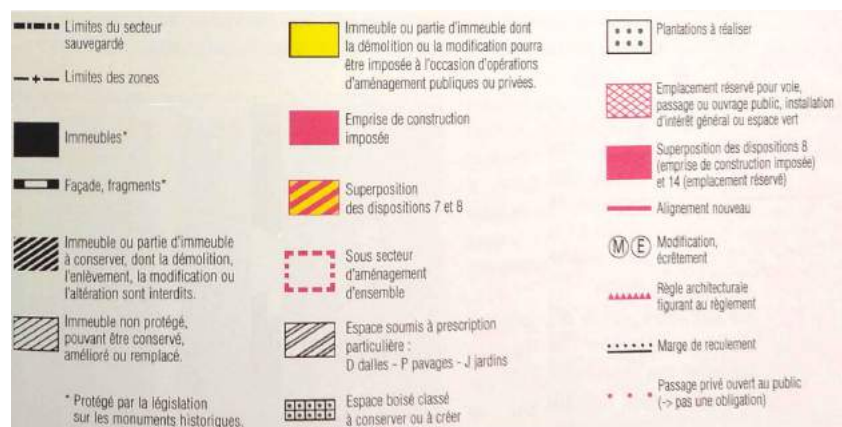 Limites du secteur
sauvegardé
Limites des zones
Immeubles*
Façade, fragments*
Immeuble ou partie d'immeuble
à conserver, dont la démolition,
l'enlèvement, la modification ou
l'altération sont interdits.
Immeuble non protégé,
pouvant être conservé,
amélioré ou remplacé.
* Protégé par la législation
sur les monuments historiques.
Immeuble ou partie d'immeuble dont
la démolition ou la modification pourra
être imposée à l'occasion d'opérations
d'aménagement publiques ou privées.
Emprise de construction
imposée
Superposition
des dispositions 7 et 8
Sous secteur
d'aménagement
d'ensemble
Espace soumis à prescription
particulière :
D dalles - P pavages - J jardins
Espace boisé classé
à conserver ou à créer
Plantations à réaliser
Emplacement réservé pour voie,
passage ou ouvrage public, installation
d'intérêt général ou espace vert
Superposition des dispositions 8
(emprise de construction imposée)
et 14 (emplacement réservé)
Alignement nouveau
M E Modification,
écrêtement
Règle architecturale
figurant au règlement
Marge de reculement
Passage privé ouvert au public
(-> pas une obligation)